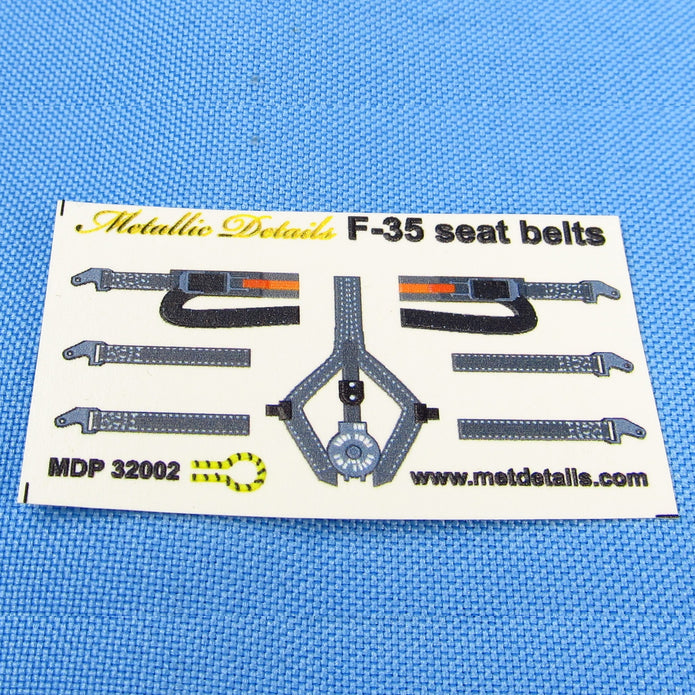 Metallic Details F-35 seat belts
MDP 32002
www.metdetails.com